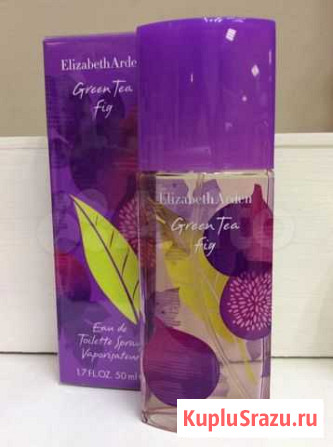 Elizabeth Arden
Green Tea
fig
Eau de
Toilette Spray
Vaporisateur
1.7 FL.OZ. 50 ml
Elizabeth Arden
Green Tea
fig
KupluSrazu.ru